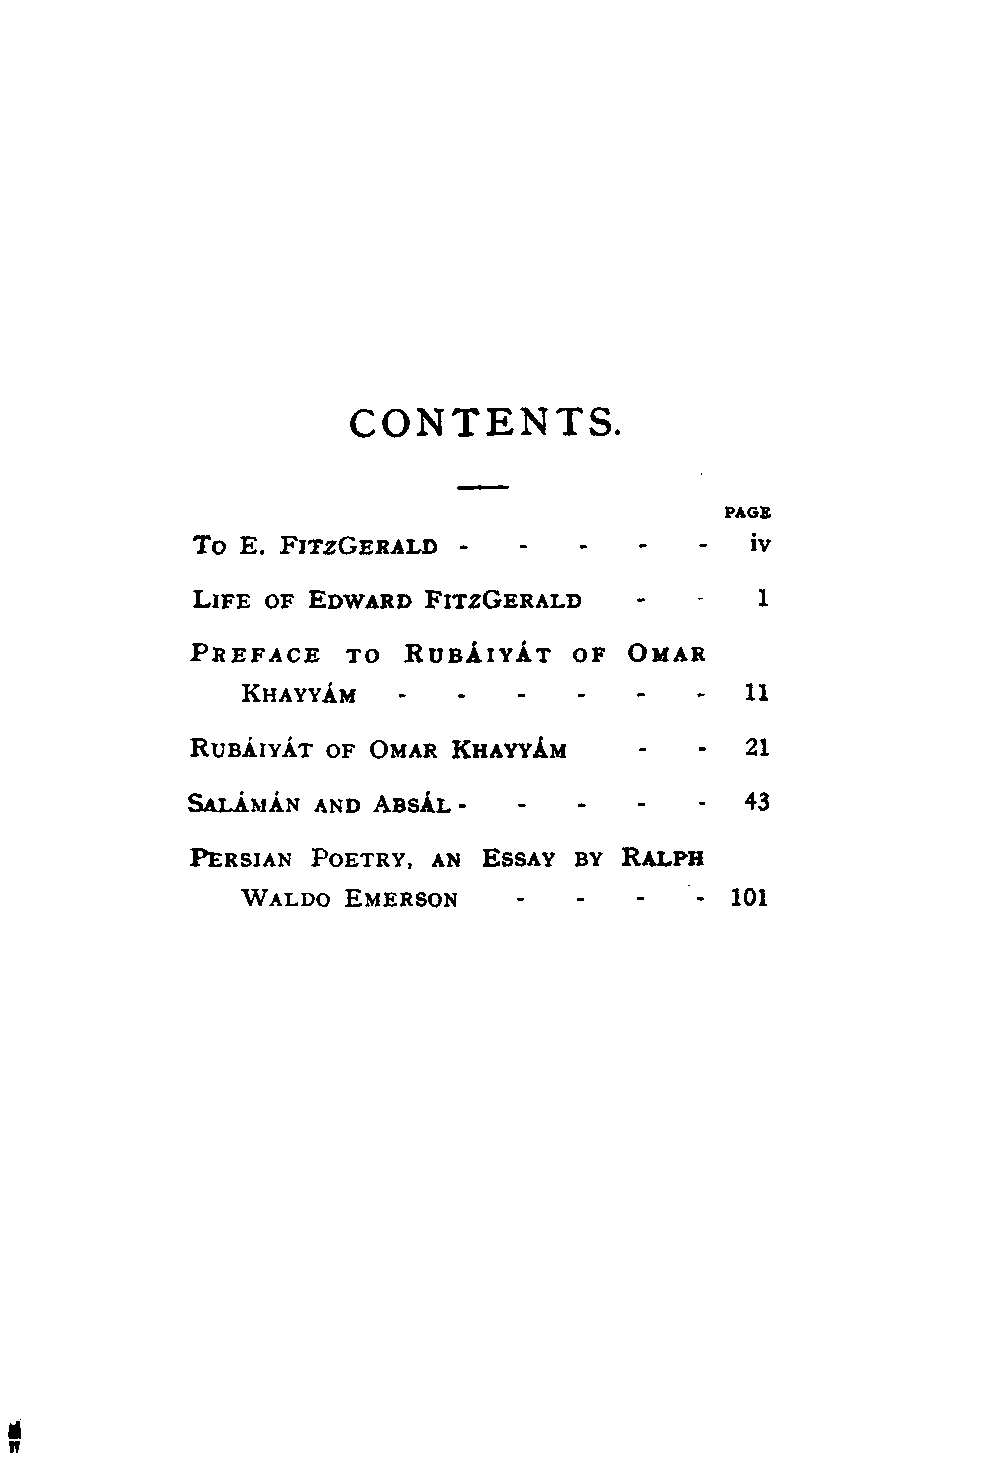 CONTENTS.
PAGE
To E. FitzGerald - - - - - iv
Life of Edward FitzGerald - - 1
Preface to Rubáiyát of Omar
Khayyám - - - - - - 11
Rubáiyát of Omar Khayyám - - 21
Salámán and Absál - - - - - 43
Persian Poetry, an Essay by Ralph
Waldo Emerson - - - - 101